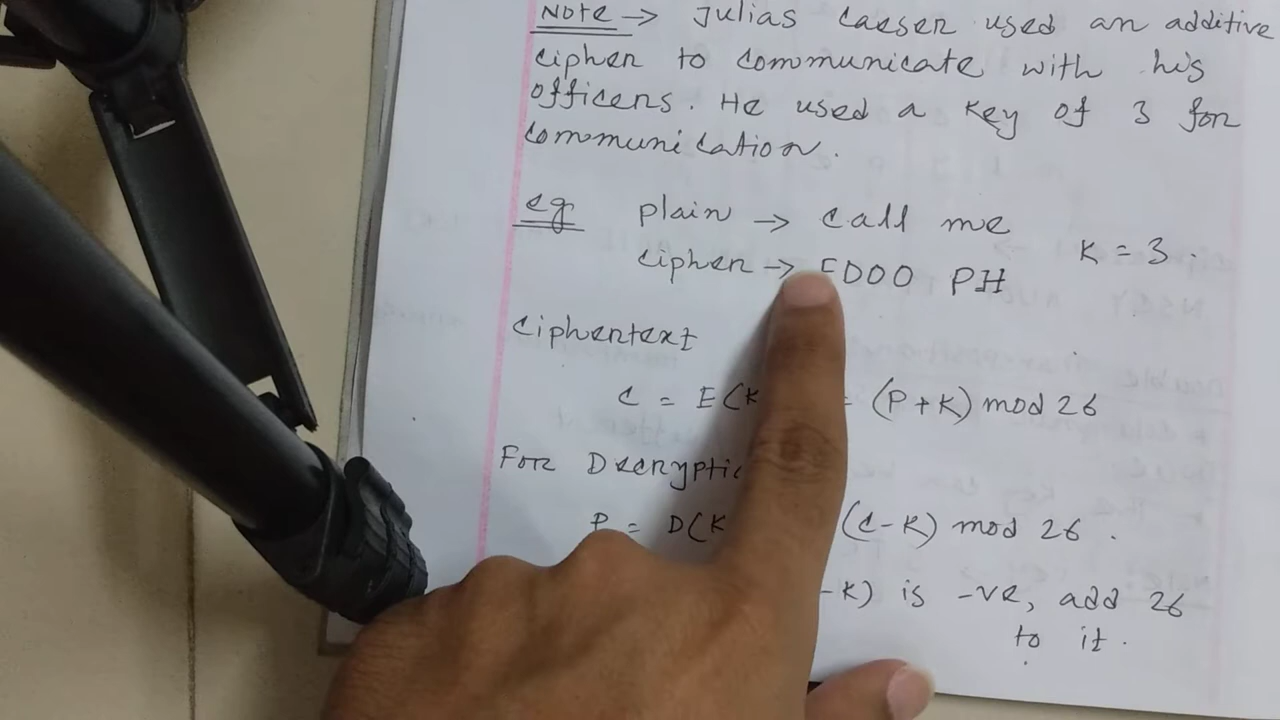 Note → Julias Caeser used an additive
cipher to communicate with his
officers. He used a key of 3 for
communication.
eg plain → call me
K = 3.
cipher → FDOO PH
Ciphertext
C = E(K = (P+K) mod 26
For Decryptio
P = D(K (C-K) mod 26.
-K) is -ve, add 26
to it.